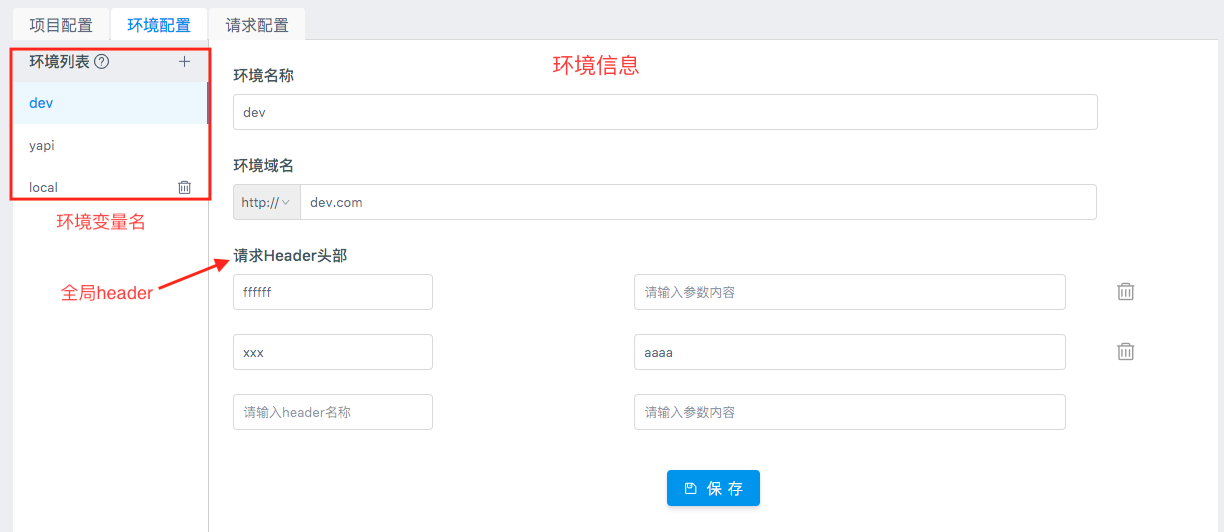 项目配置 环境配置 请求配置
环境列表 ? +
dev
yapi
local
环境变量名
全局header
环境信息
环境名称
dev
环境域名
http:// dev.com
请求Header头部
ffffff 请输入参数内容
xxx aaaa
请输入header名称 请输入参数内容
保 存